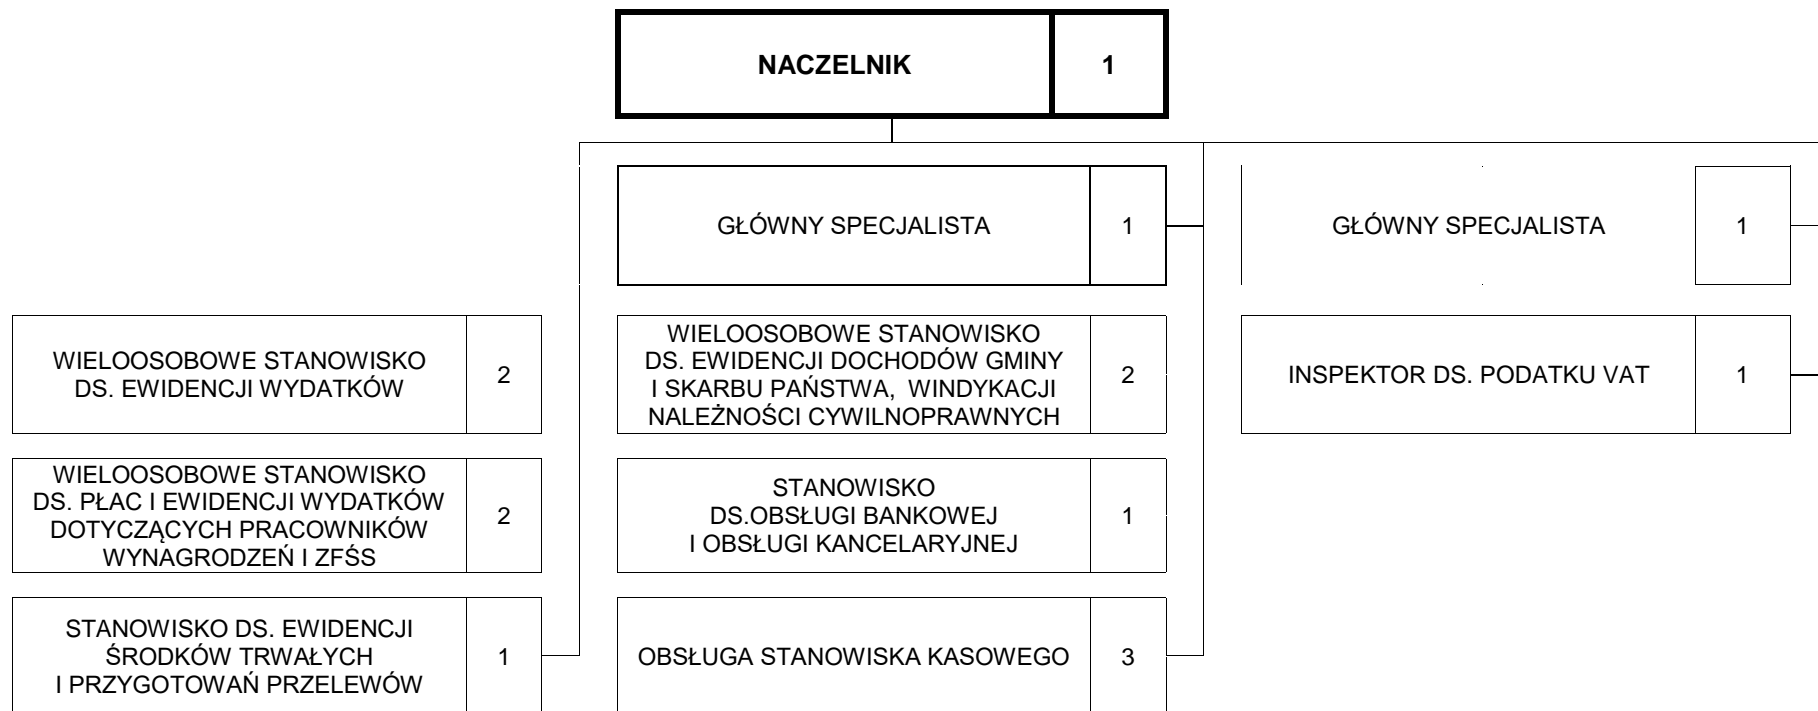 NACZELNIK 1
GŁÓWNY SPECJALISTA 1
GŁÓWNY SPECJALISTA 1
WIELOOSOBOWE STANOWISKO
DS. EWIDENCJI WYDATKÓW
2
WIELOOSOBOWE STANOWISKO
DS. EWIDENCJI DOCHODÓW GMINY
I SKARBU PAŃSTWA, WINDYKACJI
NALEŻNOŚCI CYWILNOPRAWNYCH
2
INSPEKTOR DS. PODATKU VAT 1
WIELOOSOBOWE STANOWISKO
DS. PŁAC I EWIDENCJI WYDATKÓW
DOTYCZĄCYCH PRACOWNIKÓW
WYNAGRODZEŃ I ZFŚS
2
STANOWISKO
DS.OBSŁUGI BANKOWEJ
I OBSŁUGI KANCELARYJNEJ
1
STANOWISKO DS. EWIDENCJI
ŚRODKÓW TRWAŁYCH
I PRZYGOTOWAŃ PRZELEWÓW
1
OBSŁUGA STANOWISKA KASOWEGO 3